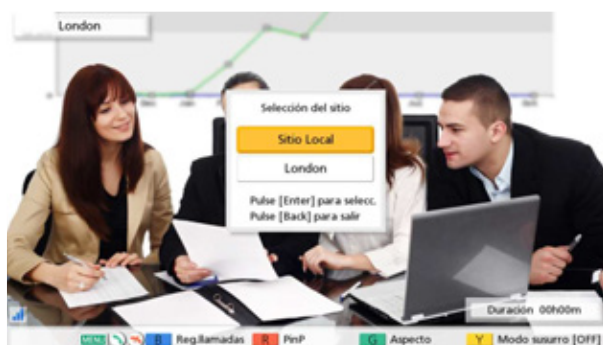 London
Selección del sitio
Sitio Local
London
Pulse [Enter] para selecc.
Pulse [Back] para salir
Duración 00h00m
MENU B Reg.llamadas R PinP G Aspecto Y Modo susurro [OFF]